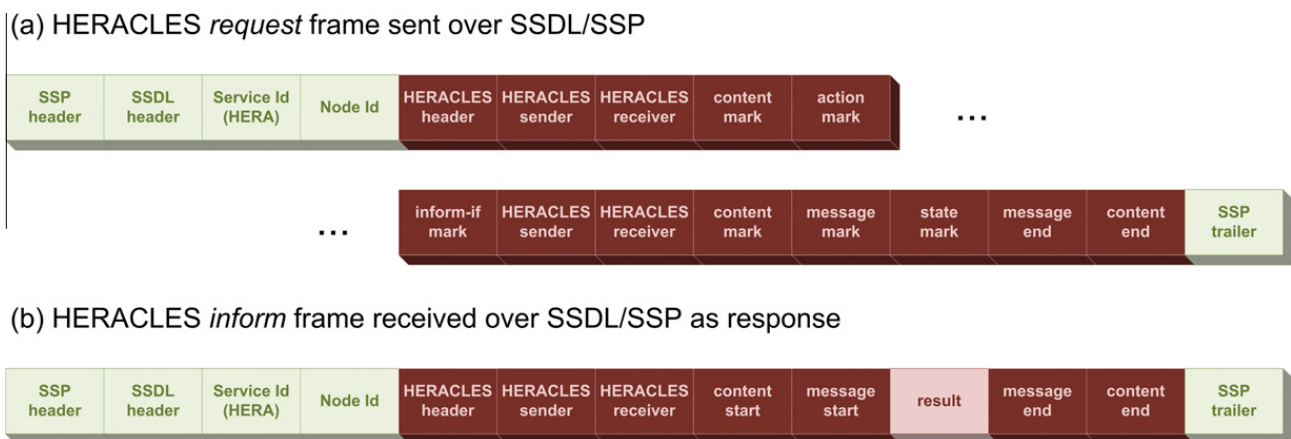 (a) HERACLES request frame sent over SSDL/SSP
SSP header SSDL header Service Id (HERA) Node Id HERACLES header HERACLES sender HERACLES receiver content mark action mark ...
... inform-if mark HERACLES sender HERACLES receiver content mark message mark state mark message end content end SSP trailer
(b) HERACLES inform frame received over SSDL/SSP as response
SSP header SSDL header Service Id (HERA) Node Id HERACLES header HERACLES sender HERACLES receiver content start message start result message end content end SSP trailer